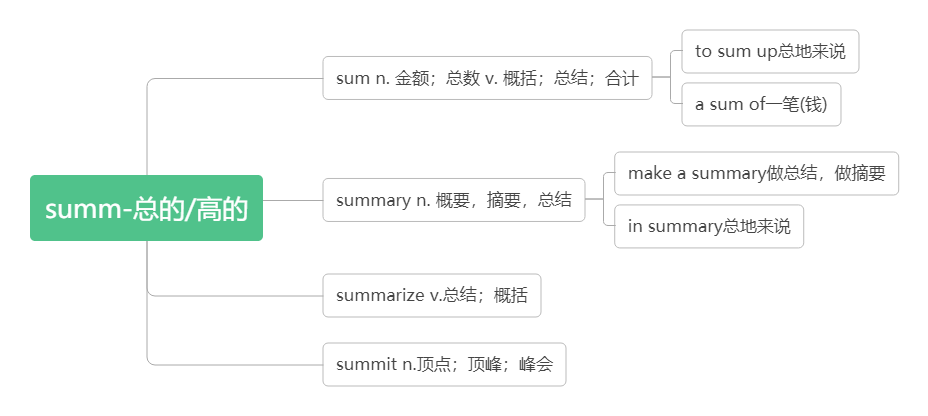 summ-总的/高的
sum n. 金额；总数 v. 概括；总结；合计
to sum up总地来说
a sum of一笔(钱)
summary n. 概要，摘要，总结
make a summary做总结，做摘要
in summary总地来说
summarize v.总结；概括
summit n.顶点；顶峰；峰会